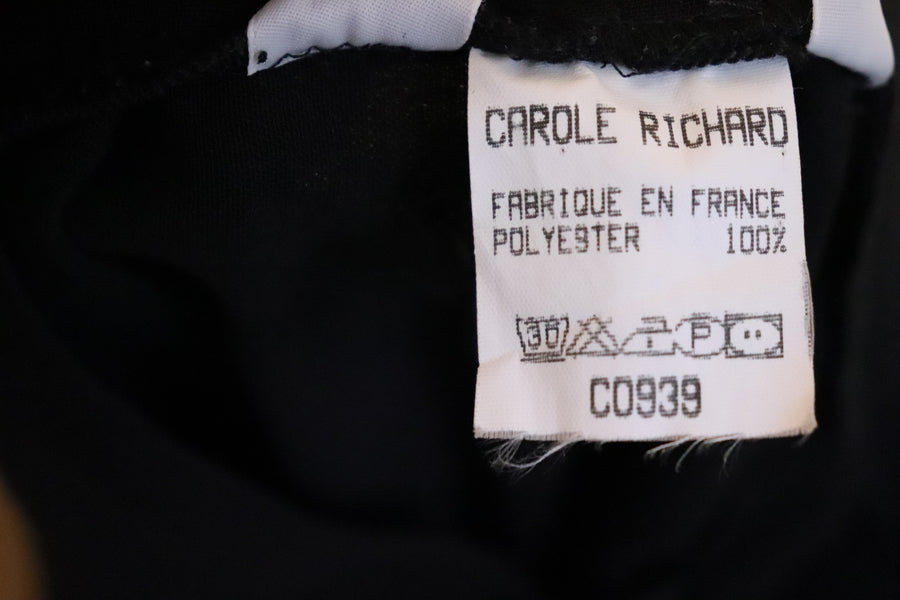 CAROLE RICHARD
FABRIQUE EN FRANCE
POLYESTER 100%
30 P
C0939